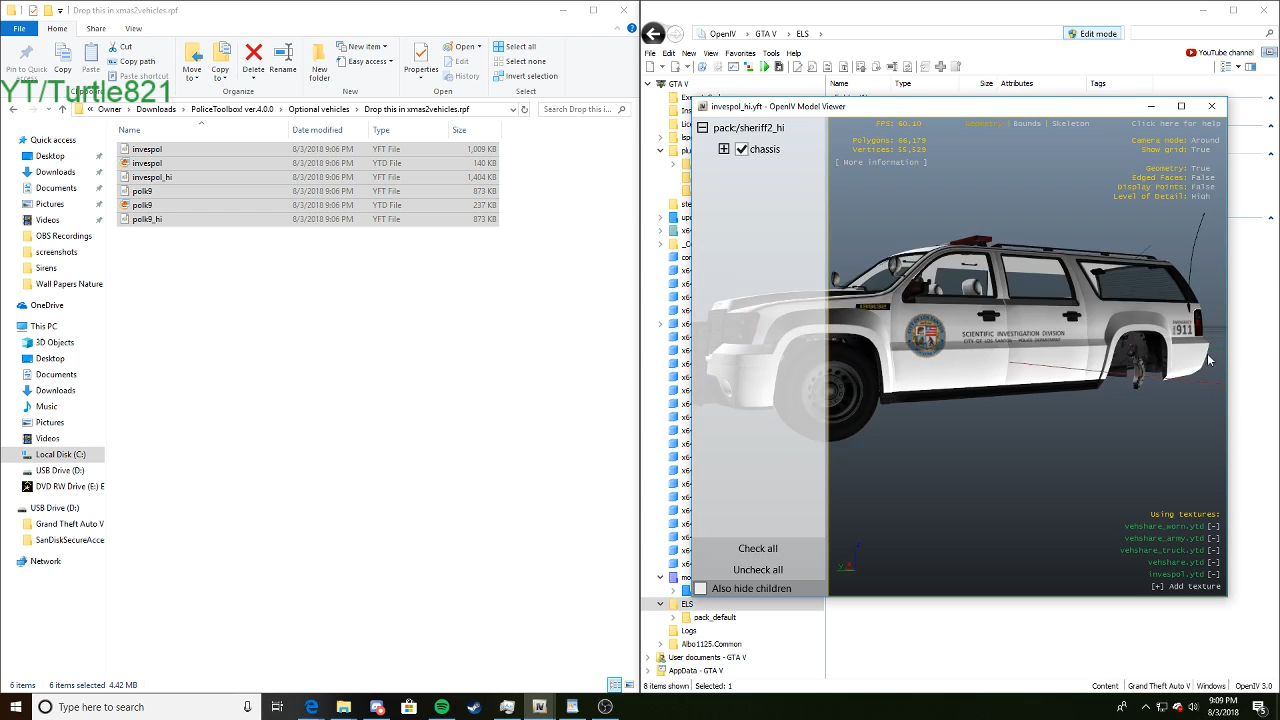 Drop this in xmas2vehicles.rpf
File
Home
Share
View
Pin to Quick access
Copy
Paste
Cut
Copy path
Paste shortcut
Move to
Copy to
Delete
Rename
New folder
New item
Easy access
Properties
Open
Edit
History
Select all
Select none
Invert selection
Organize
New
Open
Select
YT/Turtle821
Owner > Downloads > PoliceToolbox ver.4.0.0 > Optional vehicles > Drop this in xmas2vehicles.rpf
Search Drop this i...
Name
Date modified
Type
Size
invespol 8/3/2018 9:06 PM YFT File
invespol 8/3/2018 9:06 PM YTD File 140 KB
invespol_hi 8/3/2018 9:06 PM YFT File 1,404 KB
polk9 8/3/2018 9:06 PM YFT File 873 KB
polk9 8/3/2018 9:06 PM YTD File
polk9_hi 8/3/2018 9:06 PM YFT File 873 KB
Quick access
Desktop
Downloads
Documents
Pictures
Videos
OBS Recordings
screenshots
Sirens
Wall Papers Nature
OneDrive
This PC
3D Objects
Desktop
Documents
Downloads
Music
Pictures
Videos
Local Disk (C:)
USB Drive (D:)
DVD RW Drive (E:) E
USB Drive (D:)
Grand Theft Auto V
SanDiskSecureAcce
Network
6 items
6 items selected 4.42 MB
OpenIV > GTA V > ELS >
Edit mode
File
Edit
View
Favorites
Tools
YouTube channel
Name
Type
Size
Attributes
Tags
GTA V
invespol_hi.yft - OpenIV Model Viewer
pack:/sheriff2_hi
chassis
FPS: 60.10
Geometry | Bounds | Skeleton
Click here for help
Polygons: 66,179
Vertices: 55,529
[ More information ]
Camera mode: Around
Show grid: True
Geometry: True
Edged Faces: False
Display Points: False
Level of Detail: High
SCIENTIFIC INVESTIGATION DIVISION
CITY OF LOS SANTOS - POLICE DEPARTMENT
911
Using textures:
vehshare_worn.ytd [-]
vehshare_army.ytd [-]
vehshare_truck.ytd [-]
vehshare.ytd [-]
invespol.ytd [-]
[+] Add texture
Check all
Uncheck all
Also hide children
ELS
pack_default
Logs
Albo1125.Common
User documents - GTA V
AppData - GTA V
8 items shown
Selected: 1
Content
Grand Theft Auto V
Windows
OpenIV 3.0
Type here to search
9:09 PM
8/3/2018